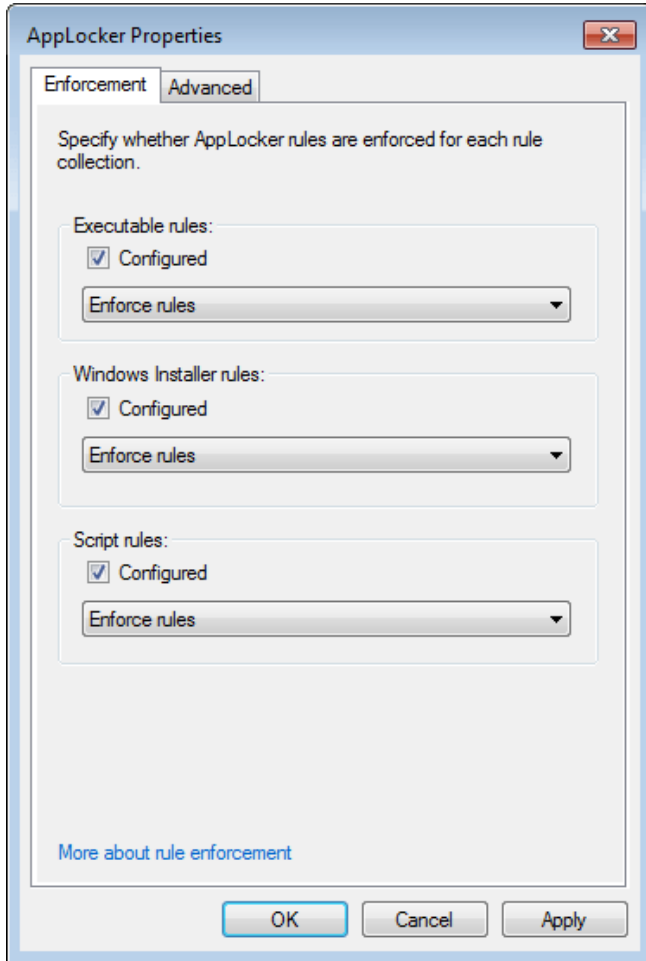 AppLocker Properties
Enforcement
Advanced
Specify whether AppLocker rules are enforced for each rule
collection.
Executable rules:
Configured
Enforce rules
Windows Installer rules:
Configured
Enforce rules
Script rules:
Configured
Enforce rules
More about rule enforcement
OK
Cancel
Apply